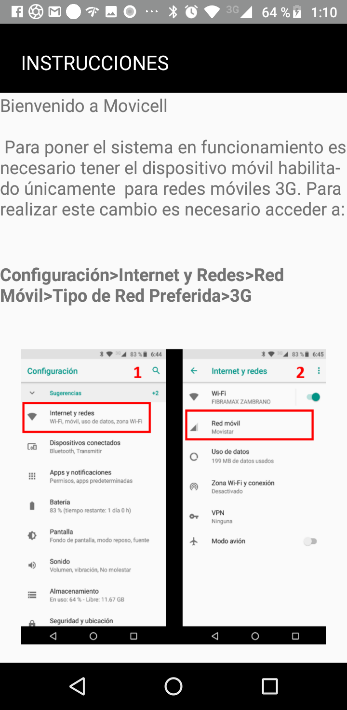 3G 64 % 1:10
INSTRUCCIONES
Bienvenido a Movicell
Para poner el sistema en funcionamiento es
necesario tener el dispositivo móvil habilita-
do únicamente para redes móviles 3G. Para
realizar este cambio es necesario acceder a:
Configuración>Internet y Redes>Red
Móvil>Tipo de Red Preferida>3G
83 % 6:44
Configuración 1
Sugerencias +2
Internet y redes
Wi-Fi, móvil, uso de datos, zona Wi-Fi
Dispositivos conectados
Bluetooth, Transmitir
Apps y notificaciones
Permisos, apps predeterminadas
Batería
83 % (tiempo restante: 1 día 0 h)
Pantalla
Fondo de pantalla, modo reposo, fuente
Sonido
Volumen, vibración, No molestar
Almacenamiento
En uso: 64 % - Libre: 11.67 GB
Seguridad y ubicación
83 % 6:45
Internet y redes 2
Wi-Fi
FIBRAMAX ZAMBRANO
Red móvil
Movistar
Uso de datos
199 MB de datos usados
Zona Wi-Fi y conexión
Desactivado
VPN
Ninguna
Modo avión